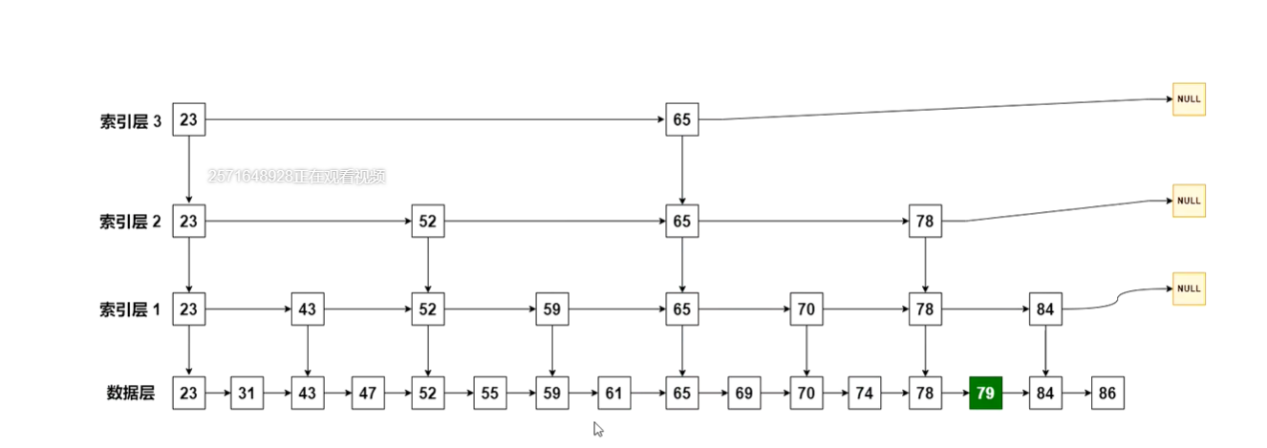 NULL
索引层 3 23 65
2571648928正在观看视频
NULL
索引层 2 23 52 65 78
NULL
索引层 1 23 43 52 59 65 70 78 84
数据层 23 31 43 47 52 55 59 61 65 69 70 74 78 79 84 86